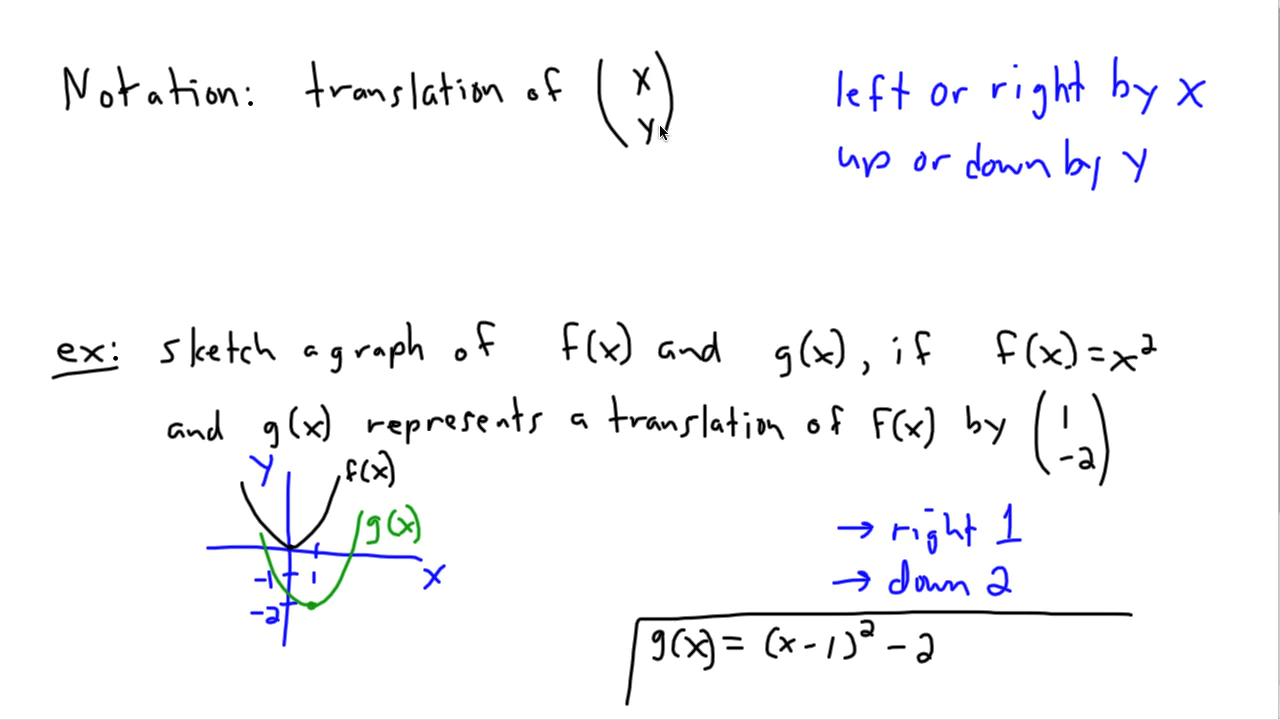 Notation: translation of (x y)
left or right by x
up or down by y
ex: sketch a graph of f(x) and g(x), if f(x)=x²
and g(x) represents a translation of F(x) by (1 -2)
y
f(x)
g(x)
-1
1
x
-2
→ right 1
→ down 2
g(x) = (x-1)² - 2